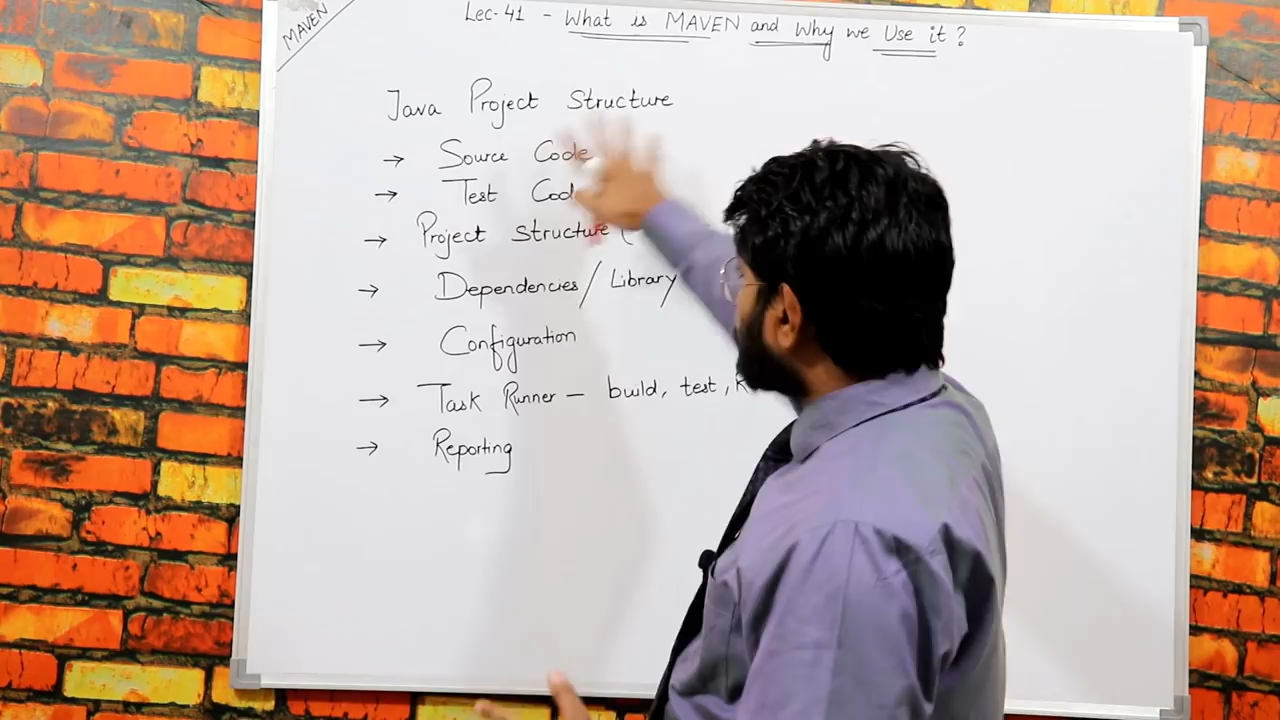 MAVEN
Lec-41 - What is MAVEN and Why we Use it ?
Java Project Structure
→ Source Code
→ Test Cod
→ Project Structure (
→ Dependencies / Library
→ Configuration
→ Task Runner — build, test,
→ Reporting